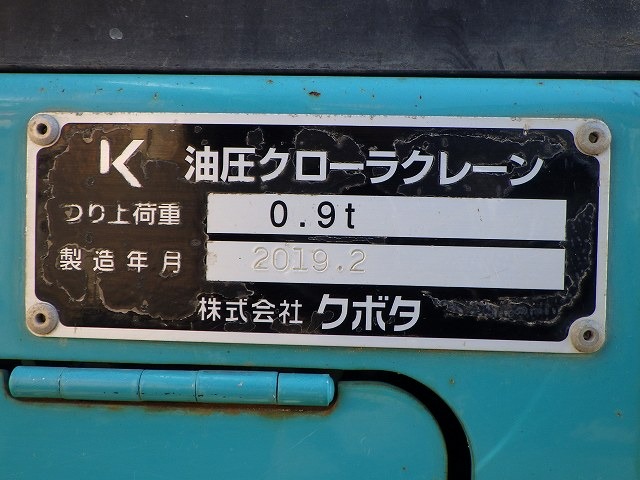 K 油圧クローラクレーン
つり上荷重 0.9t
製造年月 2019.2
株式会社 クボタ